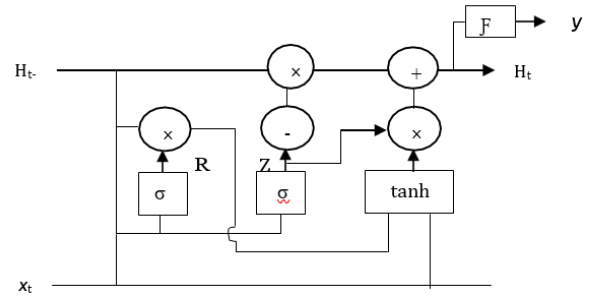 Ƒ
y
Hₜ₋
×
+
Hₜ
×
-
×
R
Z
σ
σ
tanh
xₜ